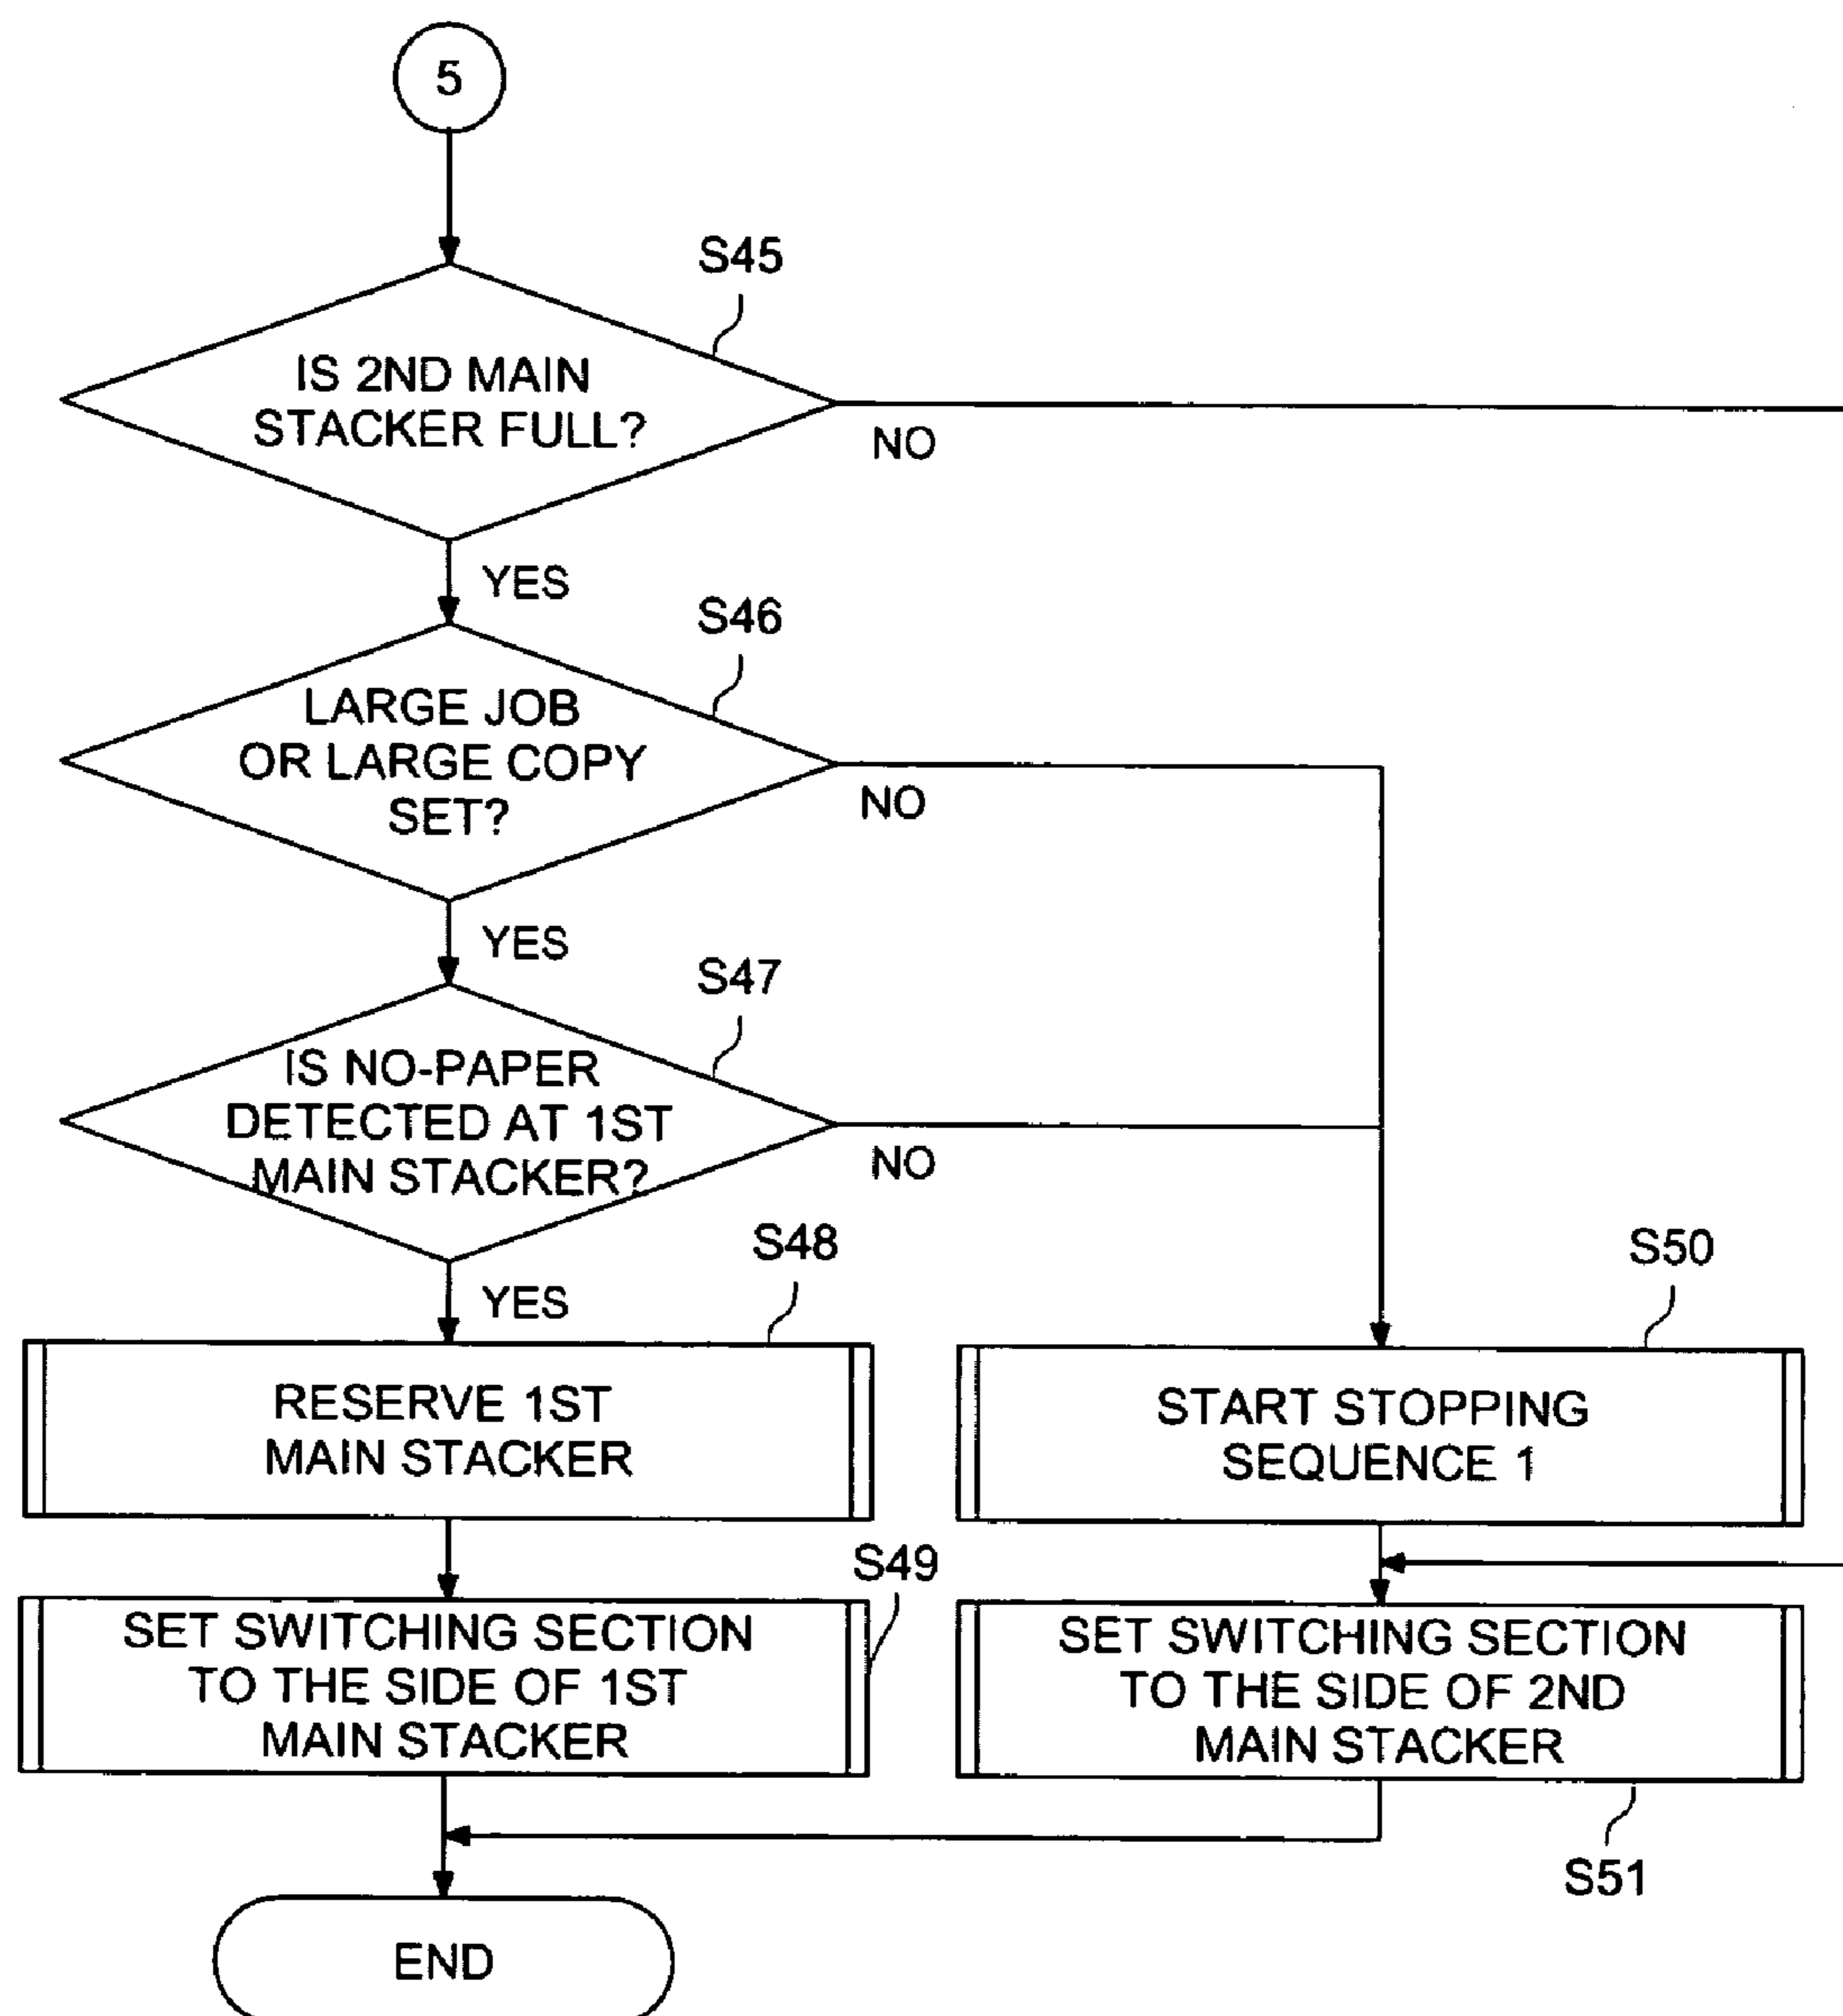 5
S45
IS 2ND MAIN
STACKER FULL?
NO
YES
S46
LARGE JOB
OR LARGE COPY
SET?
NO
YES
S47
IS NO-PAPER
DETECTED AT 1ST
MAIN STACKER?
NO
YES
S48
RESERVE 1ST
MAIN STACKER
S50
START STOPPING
SEQUENCE 1
S49
SET SWITCHING SECTION
TO THE SIDE OF 1ST
MAIN STACKER
SET SWITCHING SECTION
TO THE SIDE OF 2ND
MAIN STACKER
S51
END